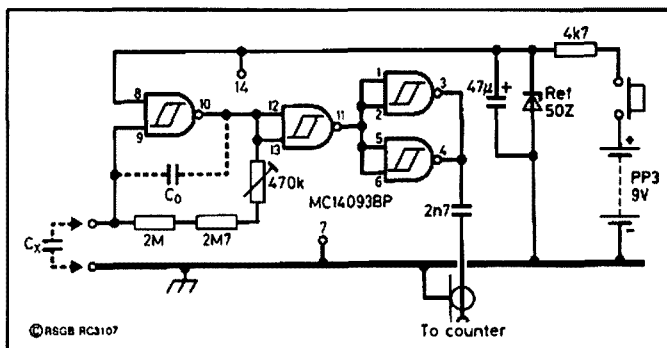 4k7
8
10
14
12
1
3
47µ
+
Ref
50Z
9
13
11
2
5
4
6
+
C₀
470k
MC14093BP
PP3
9V
Cx
2n7
2M
2M7
7
-
©RSGB RC3107
To counter